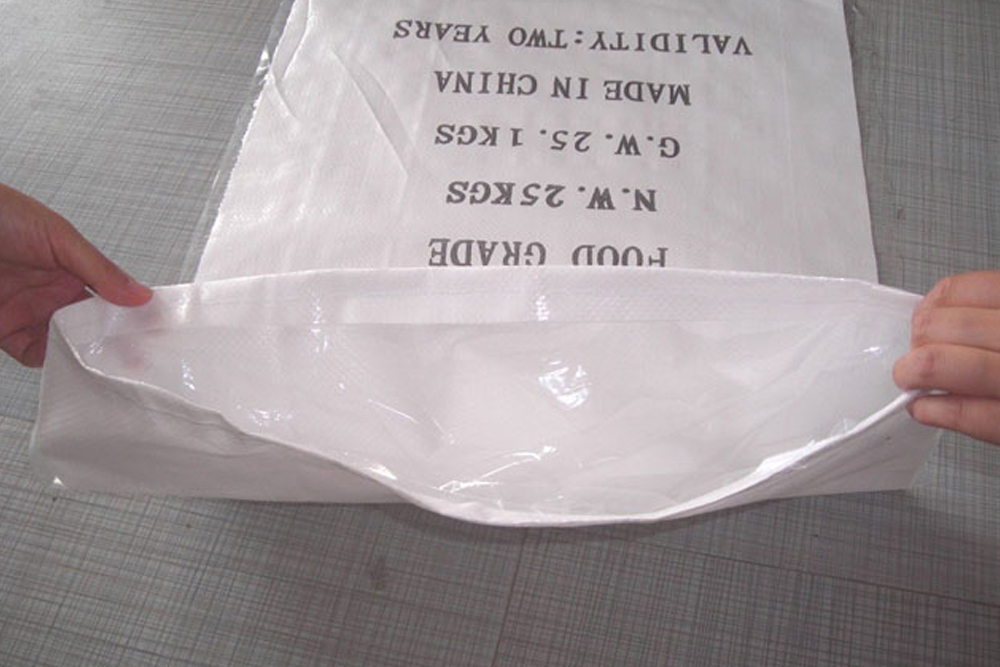 FOOD GRADE
N.W. 25KGS
G.W. 25.1KGS
MADE IN CHINA
VALIDITY:TWO YEARS